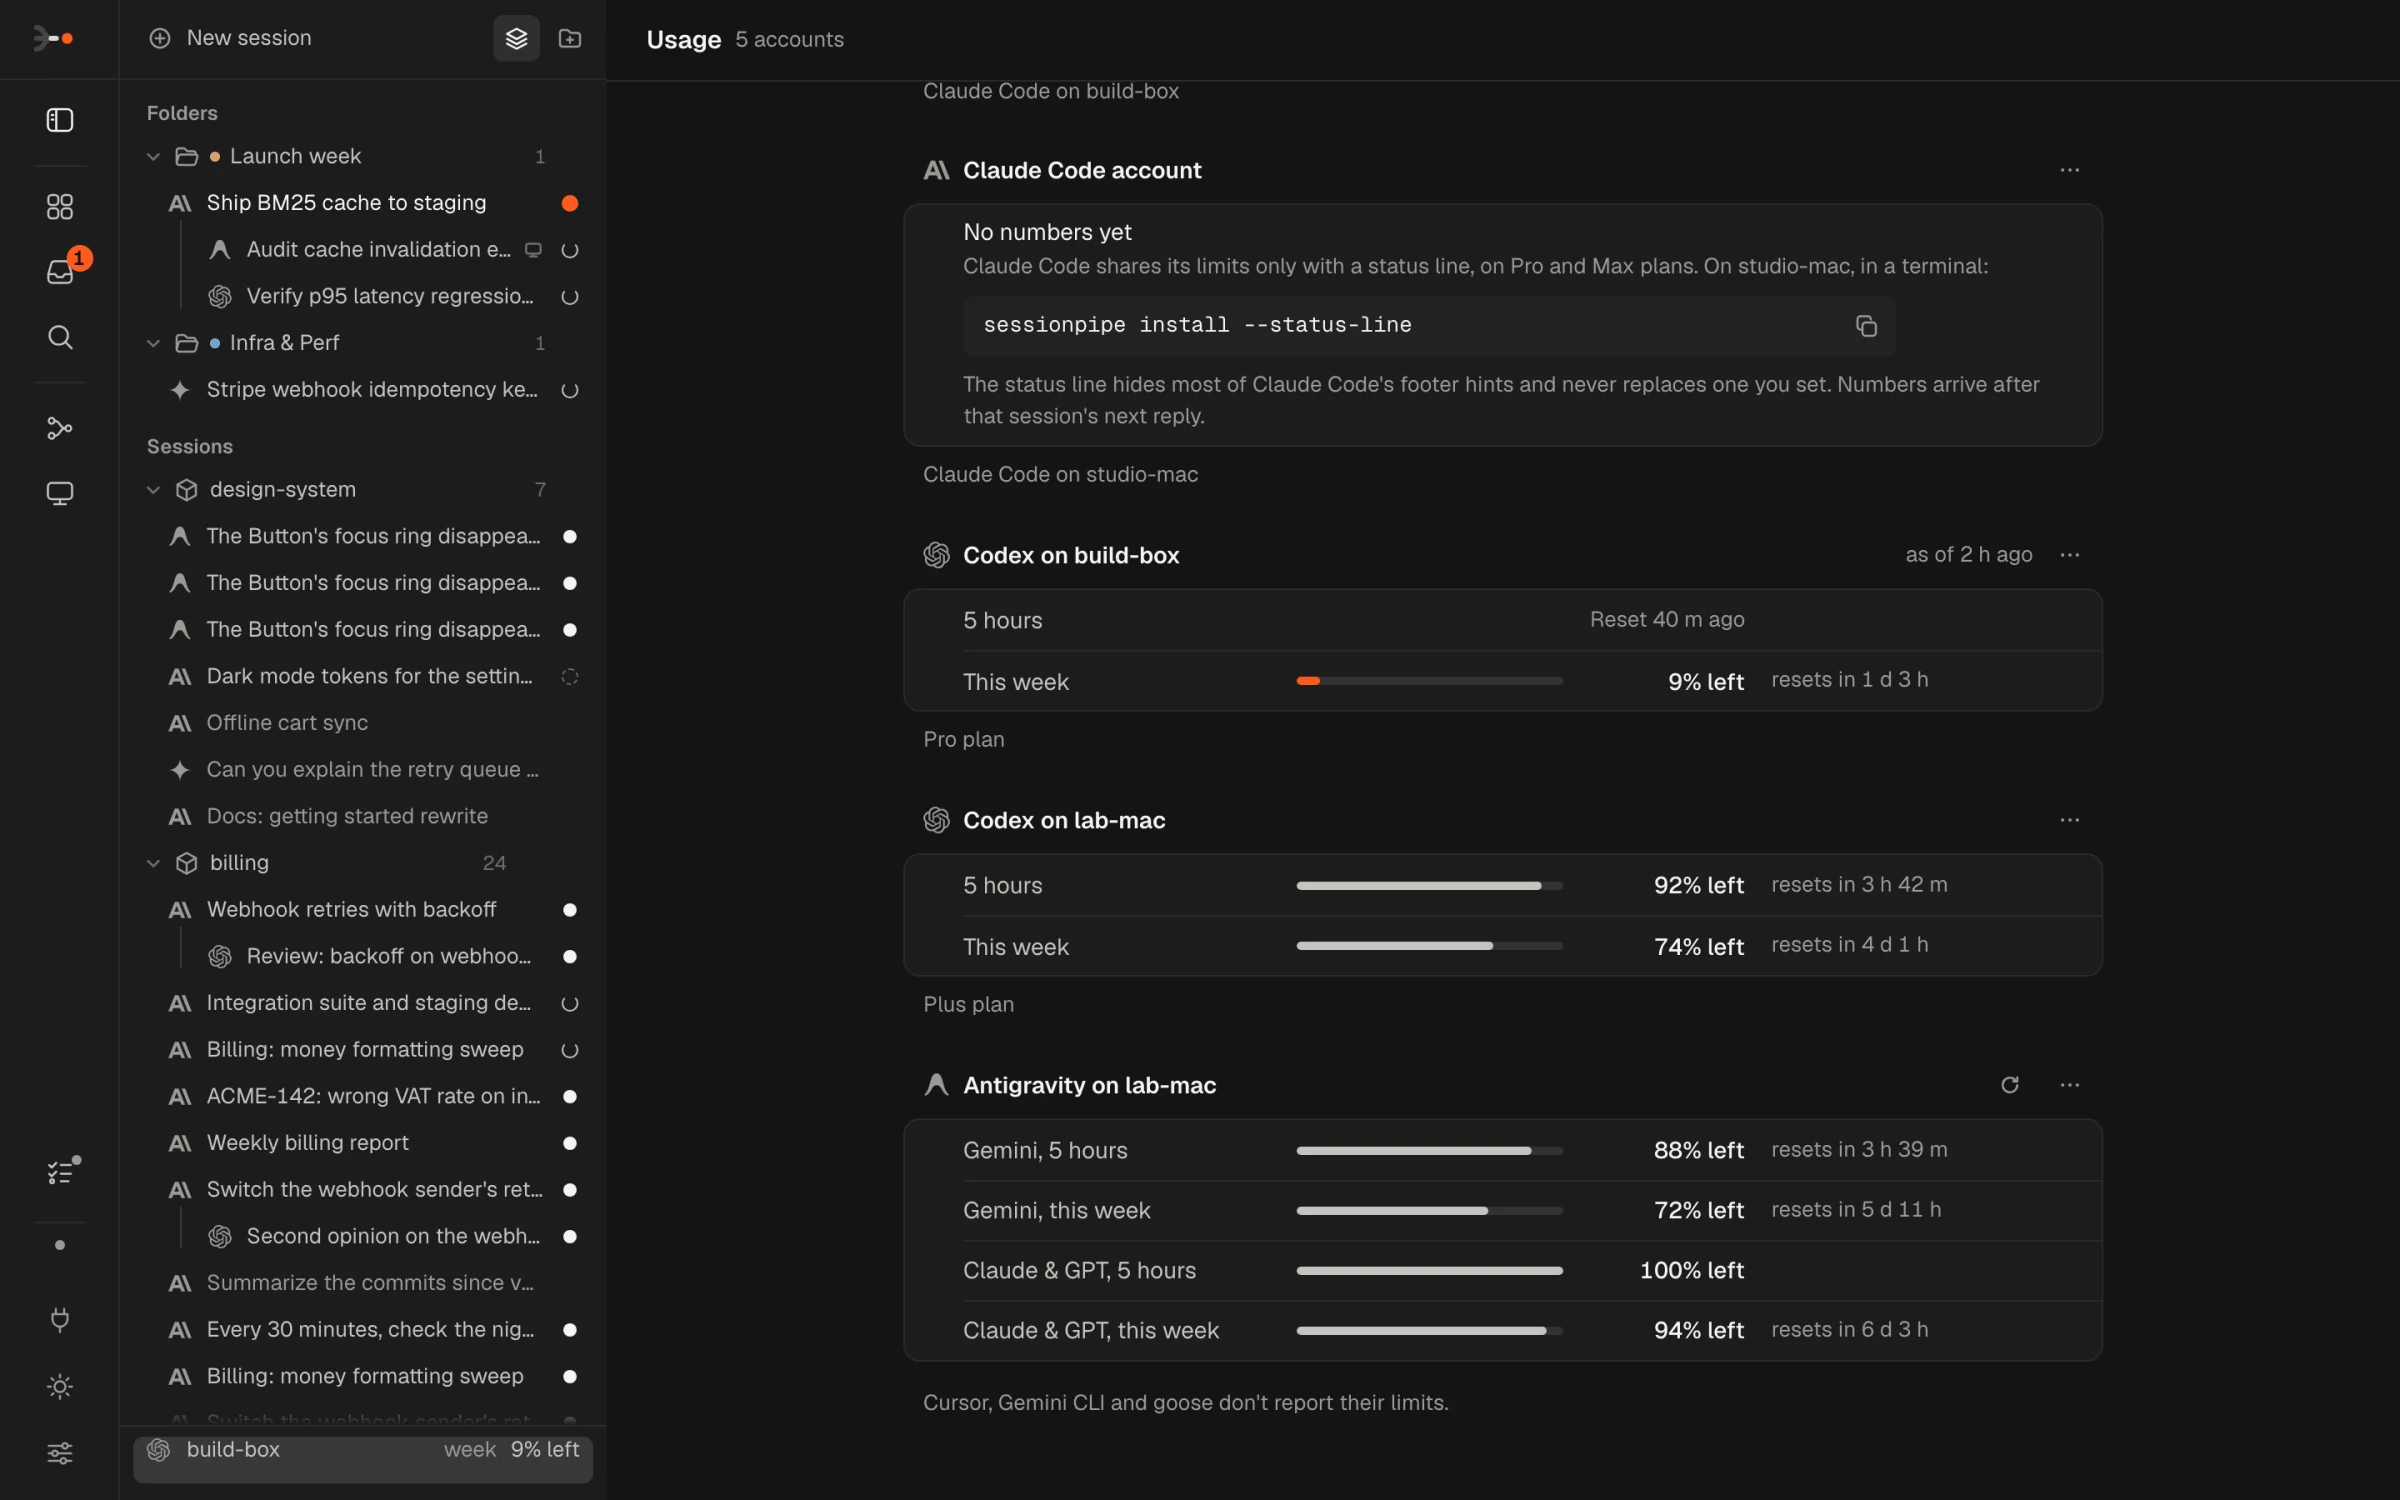 New session
Usage 5 accounts
1
Folders
Launch week 1
Ship BM25 cache to staging
Audit cache invalidation e...
Verify p95 latency regressio...
Infra & Perf 1
Stripe webhook idempotency ke...
Sessions
design-system 7
The Button's focus ring disappea...
The Button's focus ring disappea...
The Button's focus ring disappea...
Dark mode tokens for the settin...
Offline cart sync
Can you explain the retry queue ...
Docs: getting started rewrite
billing 24
Webhook retries with backoff
Review: backoff on webhoo...
Integration suite and staging de...
Billing: money formatting sweep
ACME-142: wrong VAT rate on in...
Weekly billing report
Switch the webhook sender's ret...
Second opinion on the webh...
Summarize the commits since v...
Every 30 minutes, check the nig...
Billing: money formatting sweep
Switch the webhook sender's ret...
build-box week 9% left
Claude Code on build-box
Claude Code account
No numbers yet
Claude Code shares its limits only with a status line, on Pro and Max plans. On studio-mac, in a terminal:
sessionpipe install --status-line
The status line hides most of Claude Code's footer hints and never replaces one you set. Numbers arrive after
that session's next reply.
Claude Code on studio-mac
Codex on build-box as of 2 h ago
5 hours Reset 40 m ago
This week 9% left resets in 1 d 3 h
Pro plan
Codex on lab-mac
5 hours 92% left resets in 3 h 42 m
This week 74% left resets in 4 d 1 h
Plus plan
Antigravity on lab-mac
Gemini, 5 hours 88% left resets in 3 h 39 m
Gemini, this week 72% left resets in 5 d 11 h
Claude & GPT, 5 hours 100% left
Claude & GPT, this week 94% left resets in 6 d 3 h
Cursor, Gemini CLI and goose don't report their limits.